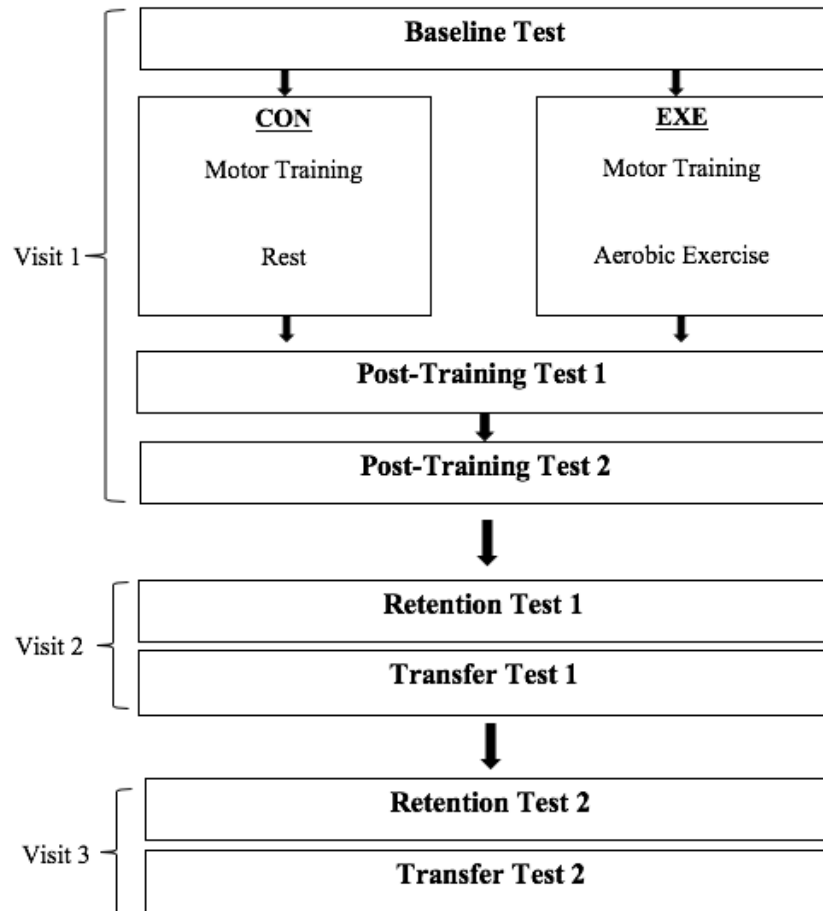 Baseline Test
CON
EXE
Motor Training
Motor Training
Visit 1
Rest
Aerobic Exercise
Post-Training Test 1
Post-Training Test 2
Retention Test 1
Visit 2
Transfer Test 1
Retention Test 2
Visit 3
Transfer Test 2